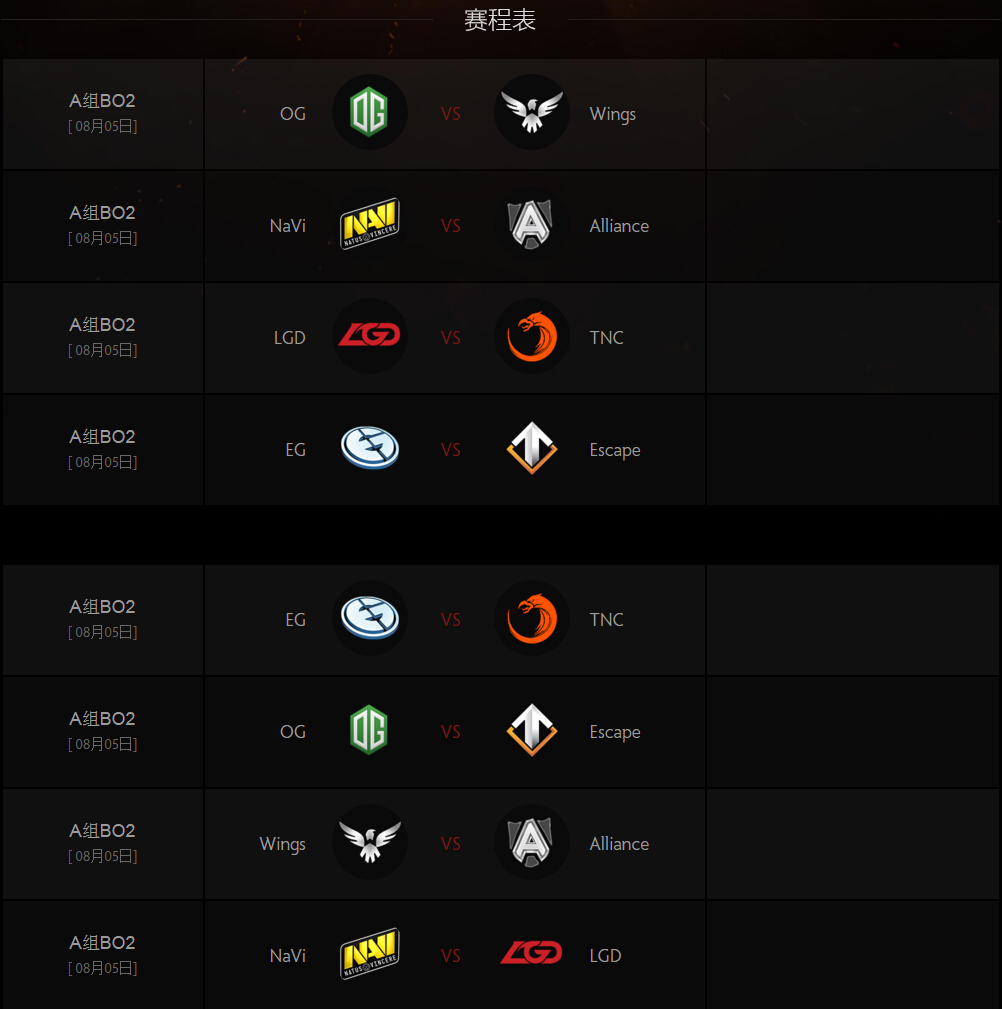 赛程表
A组BO2
[ 08月05日]
OG
OG
VS
Wings
A组BO2
[ 08月05日]
NaVi
NAVI
NATUS VINCERE
VS
A
Alliance
A组BO2
[ 08月05日]
LGD
LGD
VS
TNC
A组BO2
[ 08月05日]
EG
VS
Escape
A组BO2
[ 08月05日]
EG
VS
TNC
A组BO2
[ 08月05日]
OG
OG
VS
Escape
A组BO2
[ 08月05日]
Wings
VS
A
Alliance
A组BO2
[ 08月05日]
NaVi
NAVI
NATUS VINCERE
VS
LGD
LGD